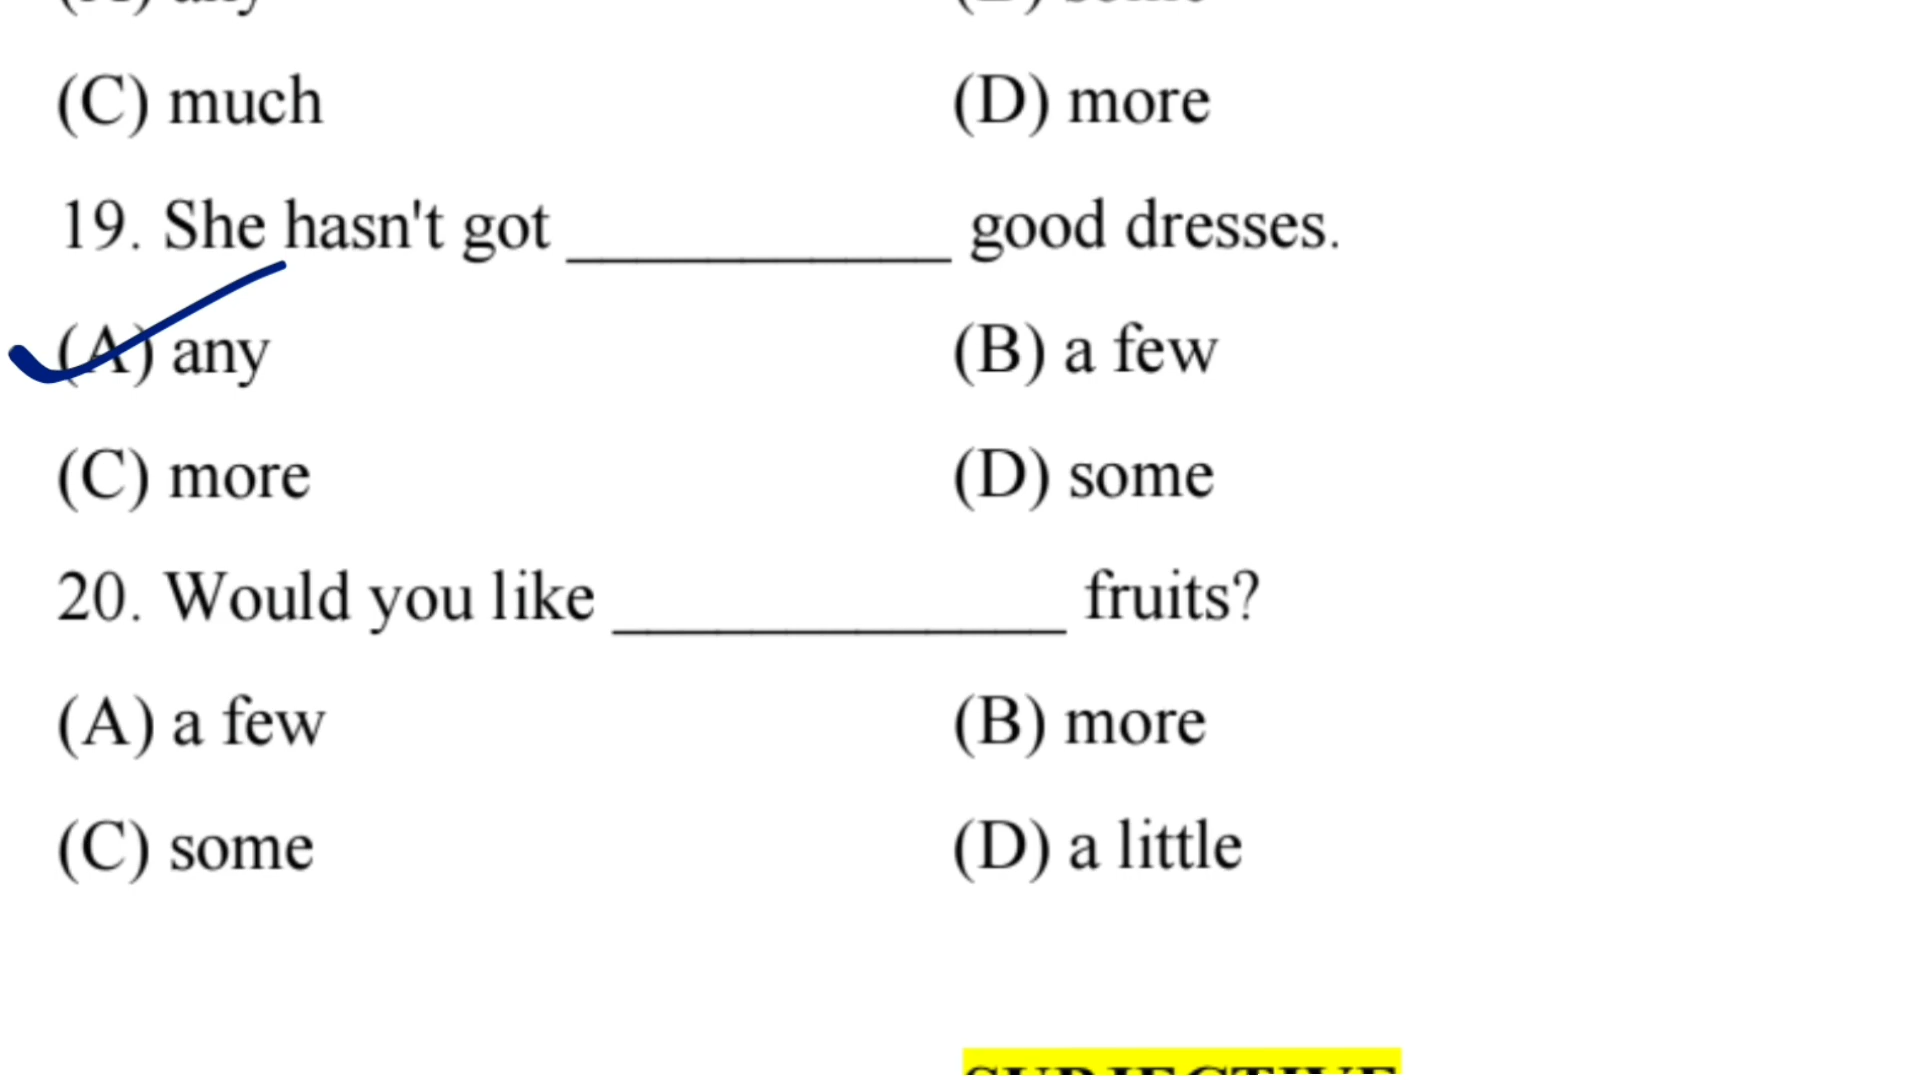 (C) much (D) more
19. She hasn't got ___________ good dresses.
(A) any (B) a few
(C) more (D) some
20. Would you like _____________ fruits?
(A) a few (B) more
(C) some (D) a little
SUBJECTIVE